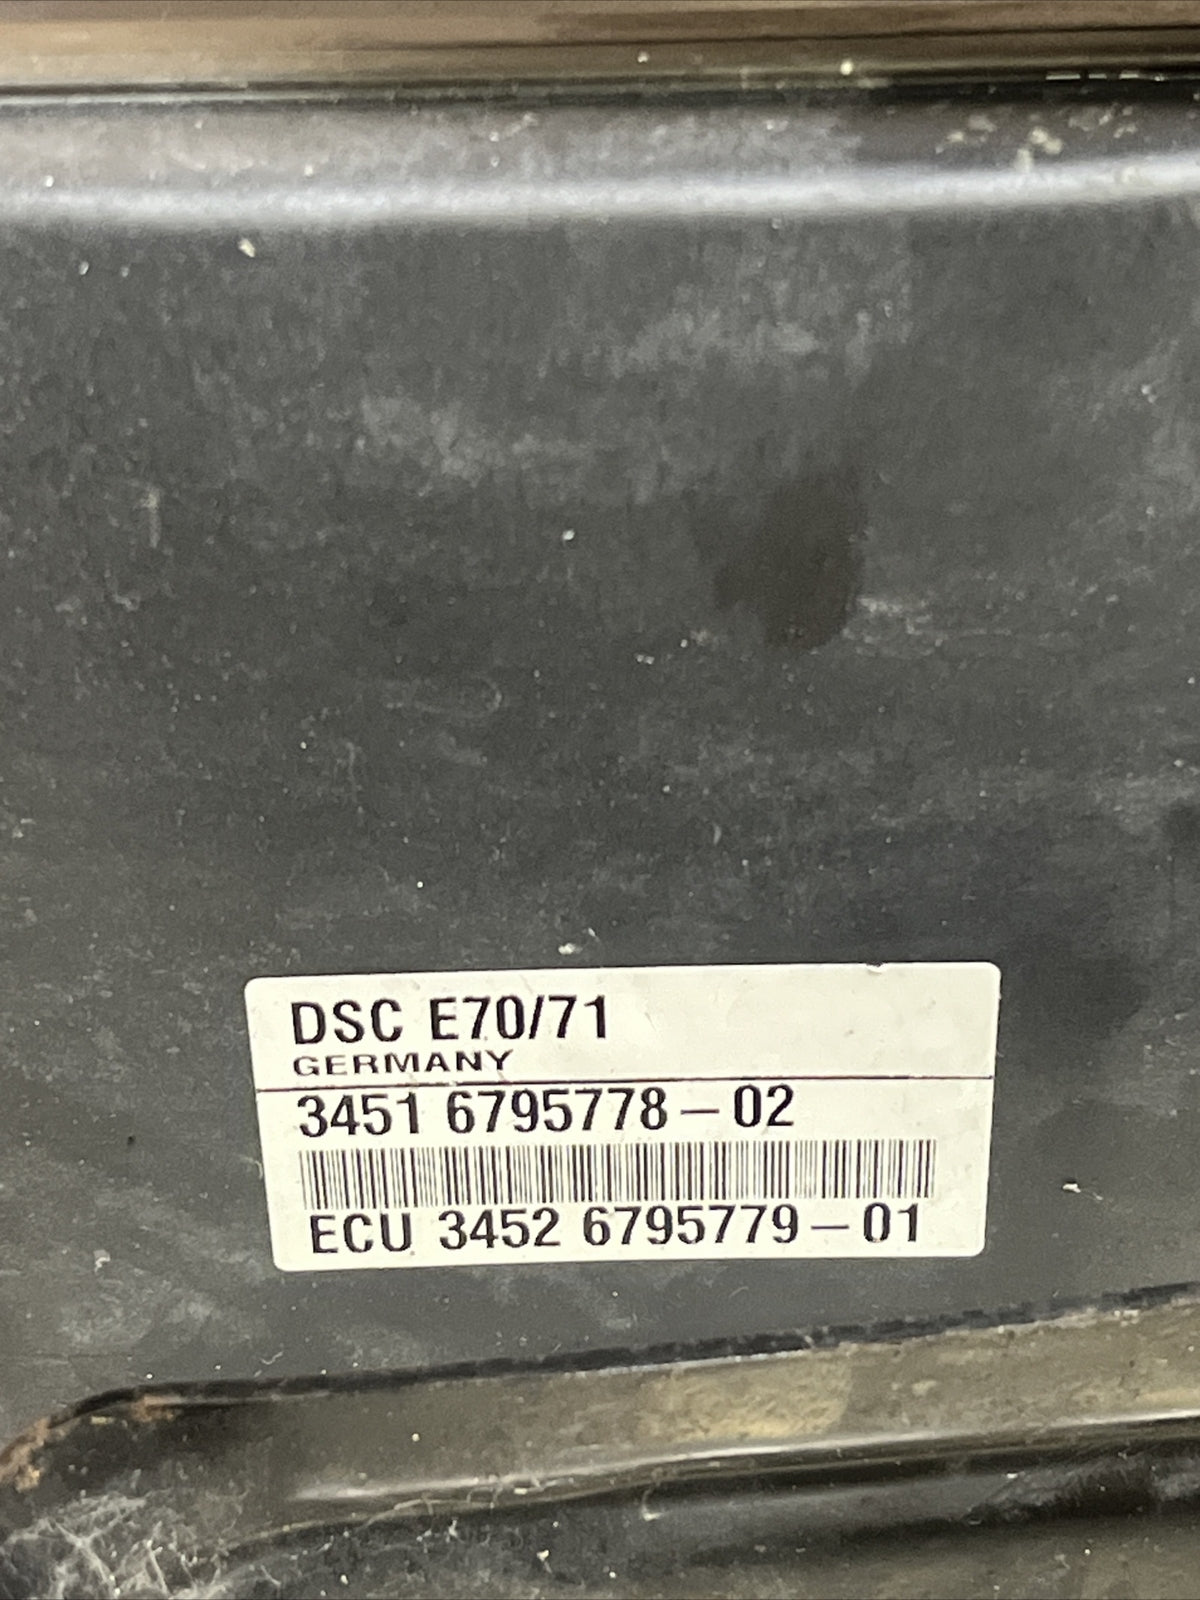 DSC E70/71
GERMANY
3451 6795778-02
ECU 3452 6795779-01